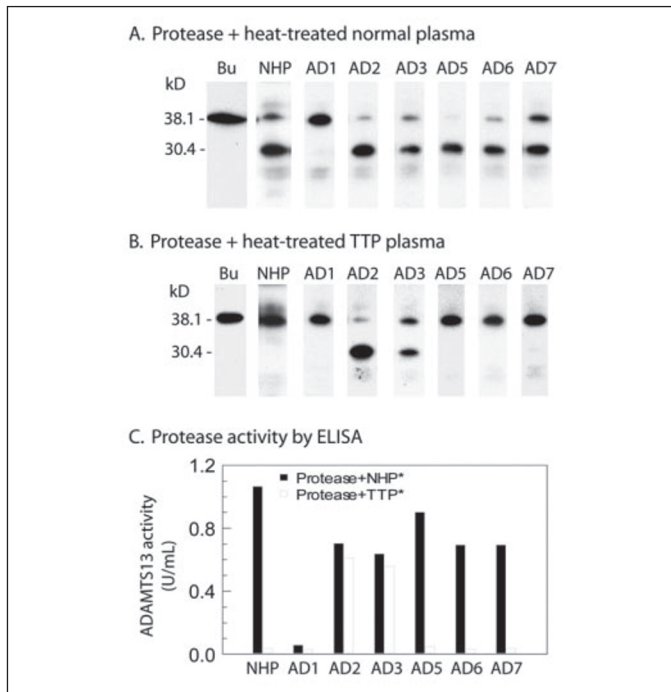 A. Protease + heat-treated normal plasma
kD
Bu NHP AD1 AD2 AD3 AD5 AD6 AD7
38.1 -
30.4 -
B. Protease + heat-treated TTP plasma
Bu NHP AD1 AD2 AD3 AD5 AD6 AD7
kD
38.1 -
30.4 -
C. Protease activity by ELISA
1.2
Protease+NHP*
Protease+TTP*
0.8
0.4
0.0
ADAMTS13 activity
(U/mL)
NHP AD1 AD2 AD3 AD5 AD6 AD7